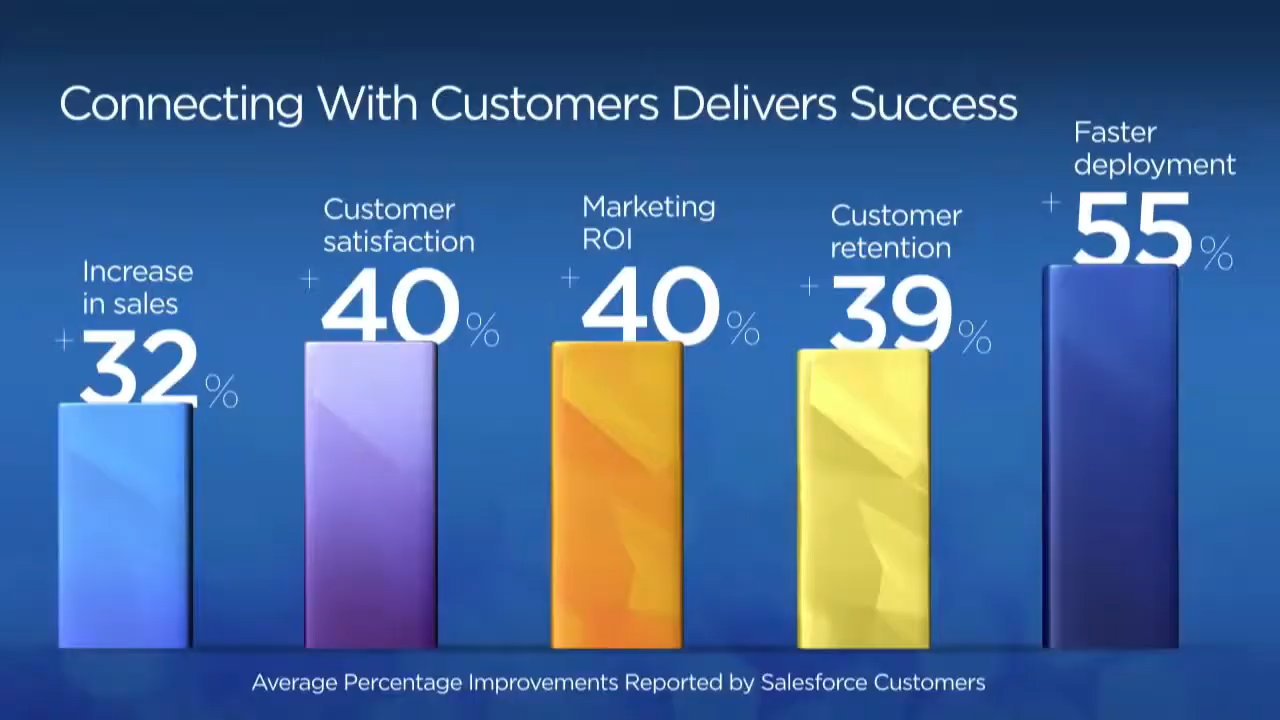 Connecting With Customers Delivers Success
Increase
in sales
+32%
Customer
satisfaction
+40%
Marketing
ROI
+40%
Customer
retention
+39%
Faster
deployment
+55%
Average Percentage Improvements Reported by Salesforce Customers